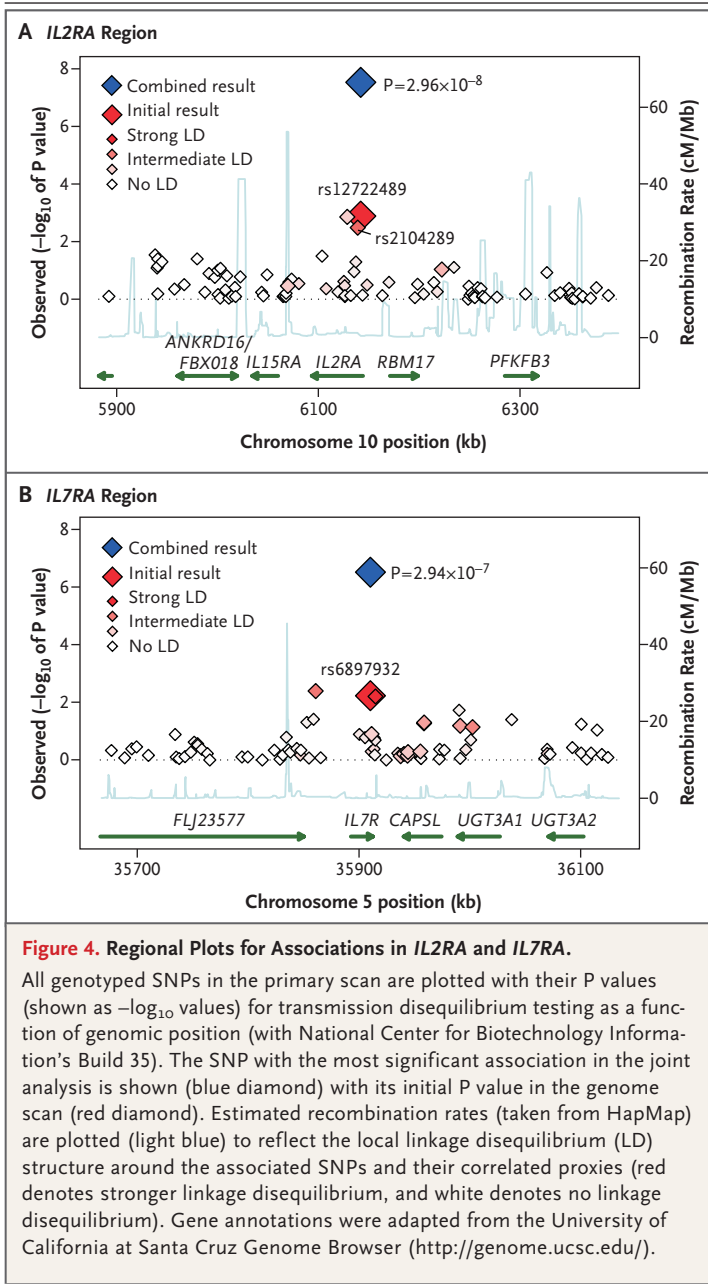 A IL2RA Region
Observed (−log10 of P value)
8
6
4
2
0
Combined result
Initial result
Strong LD
Intermediate LD
No LD
P=2.96×10−8
rs12722489
rs2104289
60
40
20
0
Recombination Rate (cM/Mb)
ANKRD16/
FBX018
IL15RA
IL2RA
RBM17
PFKFB3
5900
6100
6300
Chromosome 10 position (kb)
B IL7RA Region
Observed (−log10 of P value)
8
6
4
2
0
Combined result
Initial result
Strong LD
Intermediate LD
No LD
P=2.94×10−7
rs6897932
60
40
20
0
Recombination Rate (cM/Mb)
FLJ23577
IL7R
CAPSL
UGT3A1
UGT3A2
35700
35900
36100
Chromosome 5 position (kb)
Figure 4. Regional Plots for Associations in IL2RA and IL7RA.
All genotyped SNPs in the primary scan are plotted with their P values
(shown as −log10 values) for transmission disequilibrium testing as a func-
tion of genomic position (with National Center for Biotechnology Informa-
tion's Build 35). The SNP with the most significant association in the joint
analysis is shown (blue diamond) with its initial P value in the genome
scan (red diamond). Estimated recombination rates (taken from HapMap)
are plotted (light blue) to reflect the local linkage disequilibrium (LD)
structure around the associated SNPs and their correlated proxies (red
denotes stronger linkage disequilibrium, and white denotes no linkage
disequilibrium). Gene annotations were adapted from the University of
California at Santa Cruz Genome Browser (http://genome.ucsc.edu/).